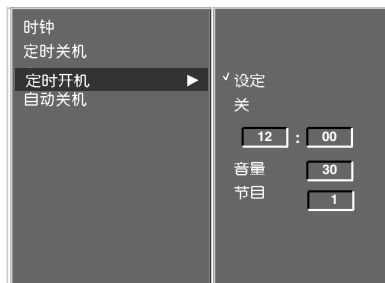 时钟
定时关机
定时开机
自动关机
设定
关
12 : 00
音量 30
节目 1